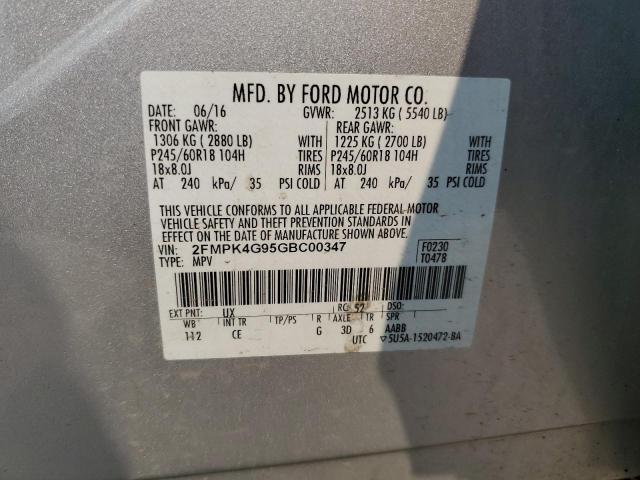 MFD. BY FORD MOTOR CO.
DATE: 06/16 GVWR: 2513 KG ( 5540 LB)
FRONT GAWR: REAR GAWR:
1306 KG ( 2880 LB) WITH 1225 KG ( 2700 LB) WITH
P245/60R18 104H TIRES P245/60R18 104H TIRES
18x8.0J RIMS 18x8.0J RIMS
AT 240 kPa/ 35 PSI COLD AT 240 kPa/ 35 PSI COLD
THIS VEHICLE CONFORMS TO ALL APPLICABLE FEDERAL MOTOR
VEHICLE SAFETY AND THEFT PREVENTION STANDARDS IN
EFFECT ON THE DATE OF MANUFACTURE SHOWN ABOVE.
VIN: 2FMPK4G95GBC00347 F0230
TYPE: MPV T0478
EXT PNT: UX RC: 52 DSO:
WB INT TR TP/PS R AXLE TR SPR
112 CE G 3D 6 AABB
UTC 5U5A-1520472-BA